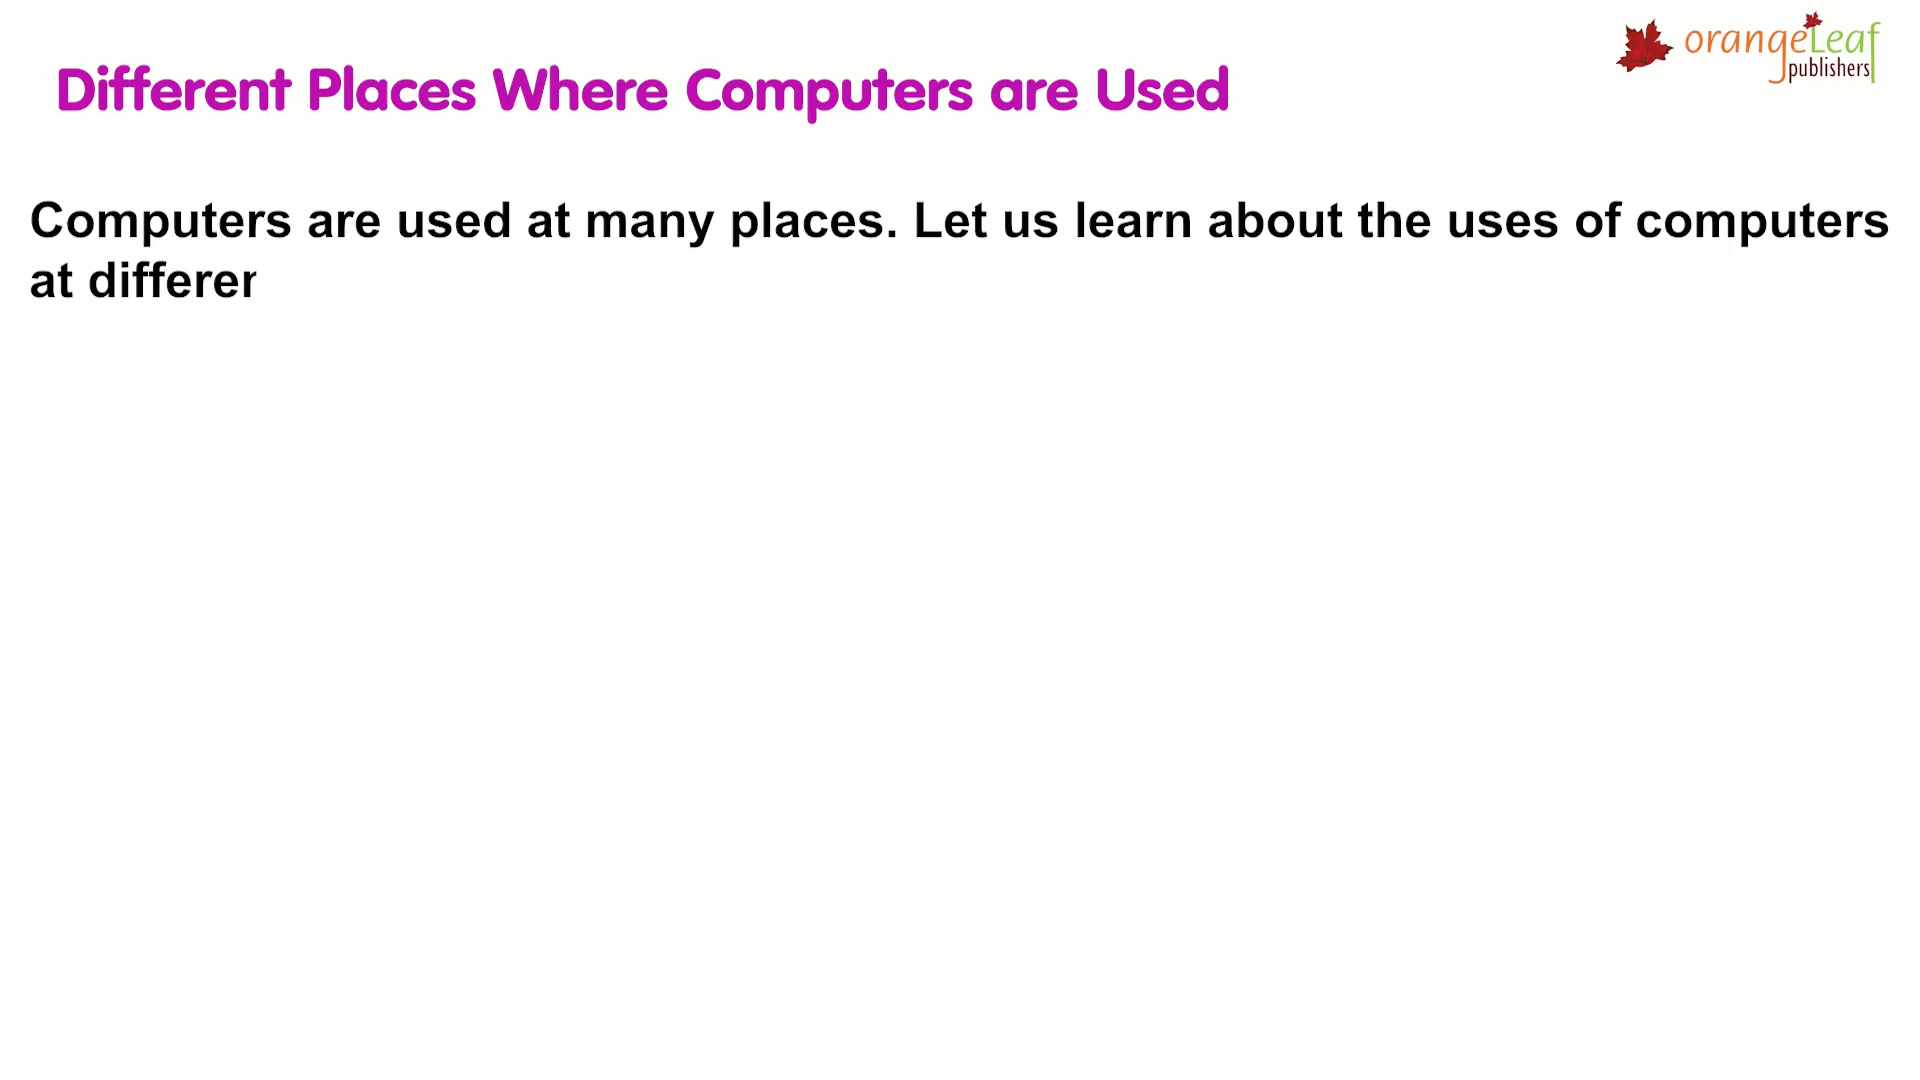 orangeLeaf
publishers
Different Places Where Computers are Used
Computers are used at many places. Let us learn about the uses of computers
at differer